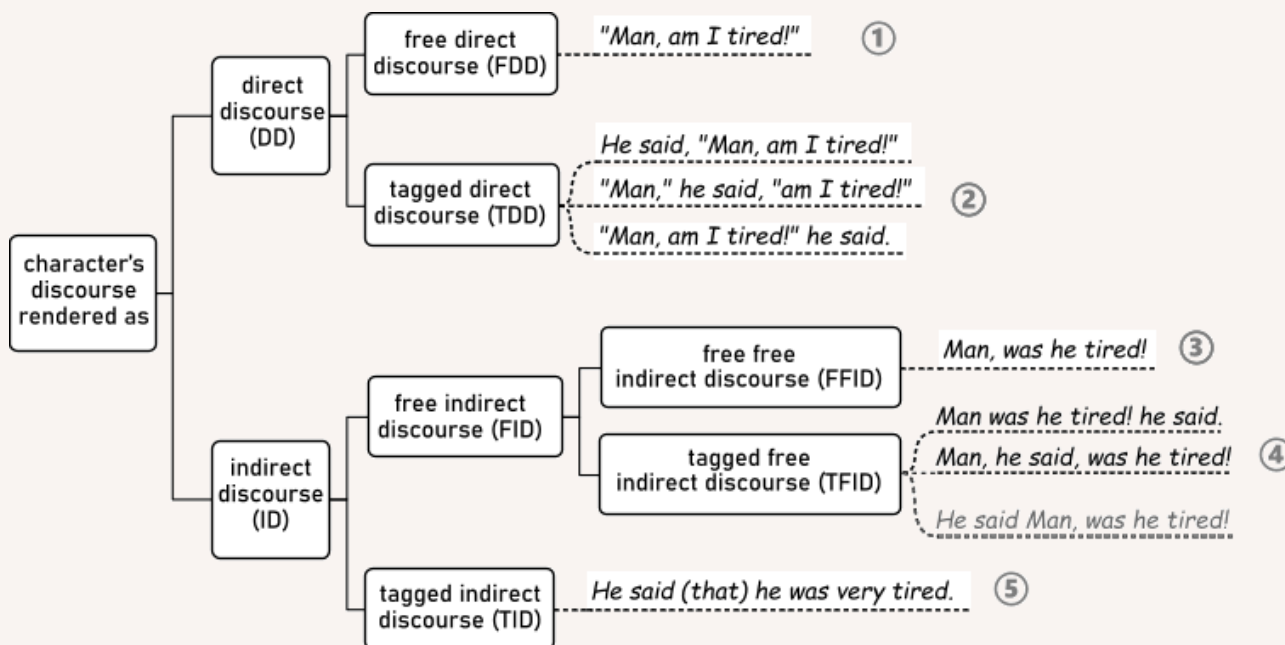 free direct
discourse (FDD)
"Man, am I tired!"
①
direct
discourse
(DD)
He said, "Man, am I tired!"
tagged direct
discourse (TDD)
"Man," he said, "am I tired!"
②
"Man, am I tired!" he said.
character's
discourse
rendered as
free free
indirect discourse (FFID)
Man, was he tired!
③
free indirect
discourse (FID)
Man was he tired! he said.
indirect
discourse
(ID)
tagged free
indirect discourse (TFID)
Man, he said, was he tired!
④
He said Man, was he tired!
tagged indirect
discourse (TID)
He said (that) he was very tired.
⑤